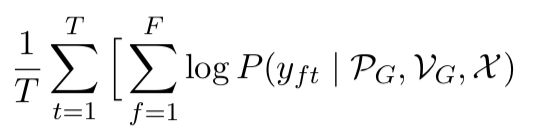 \frac{1}{T} \sum_{t=1}^{T} \Big[ \sum_{f=1}^{F} \log P(y_{ft} \mid \mathcal{P}_G, \mathcal{V}_G, \mathcal{X})